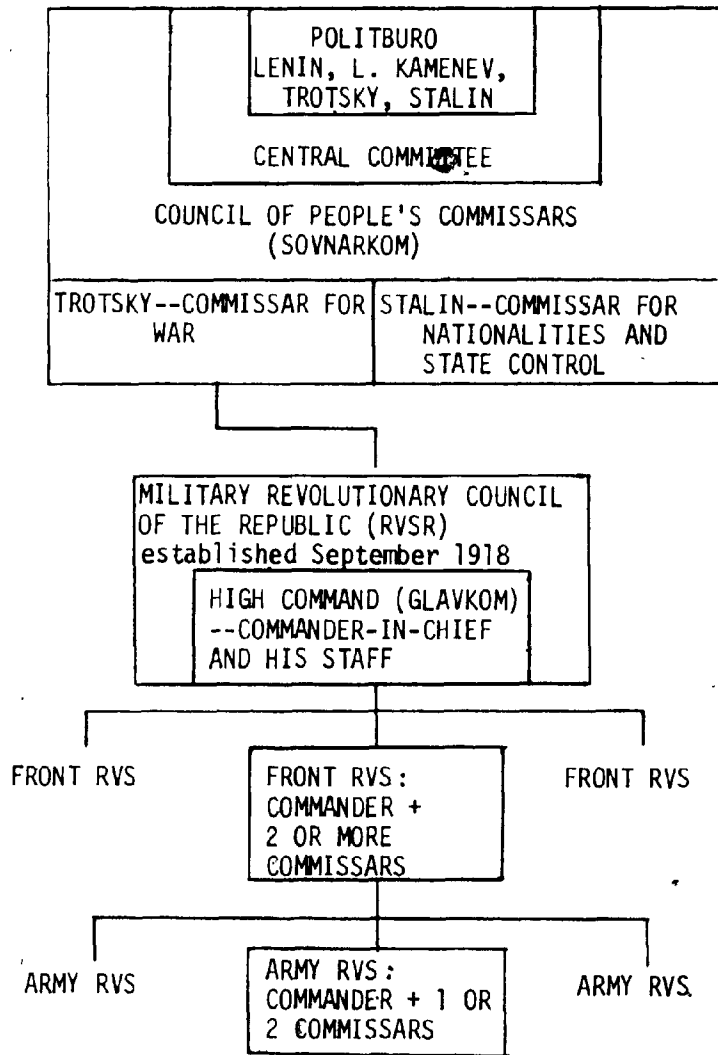 POLITBURO
LENIN, L. KAMENEV,
TROTSKY, STALIN
CENTRAL COMMITTEE
COUNCIL OF PEOPLE'S COMMISSARS
(SOVNARKOM)
TROTSKY--COMMISSAR FOR
WAR
STALIN--COMMISSAR FOR
NATIONALITIES AND
STATE CONTROL
MILITARY REVOLUTIONARY COUNCIL
OF THE REPUBLIC (RVSR)
established September 1918
HIGH COMMAND (GLAVKOM)
--COMMANDER-IN-CHIEF
AND HIS STAFF
FRONT RVS
FRONT RVS:
COMMANDER +
2 OR MORE
COMMISSARS
FRONT RVS
ARMY RVS
ARMY RVS:
COMMANDER + 1 OR
2 COMMISSARS
ARMY RVS.